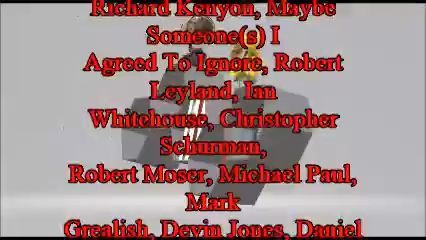 Richard Kenyon, Maybe
Someone(s) I
Agreed To Ignore, Robert
Leyland, Ian
Whitehouse, Christopher
Schurman,
Robert Moser, Michael Paul,
Mark
Grealish, Devin Jones, Daniel